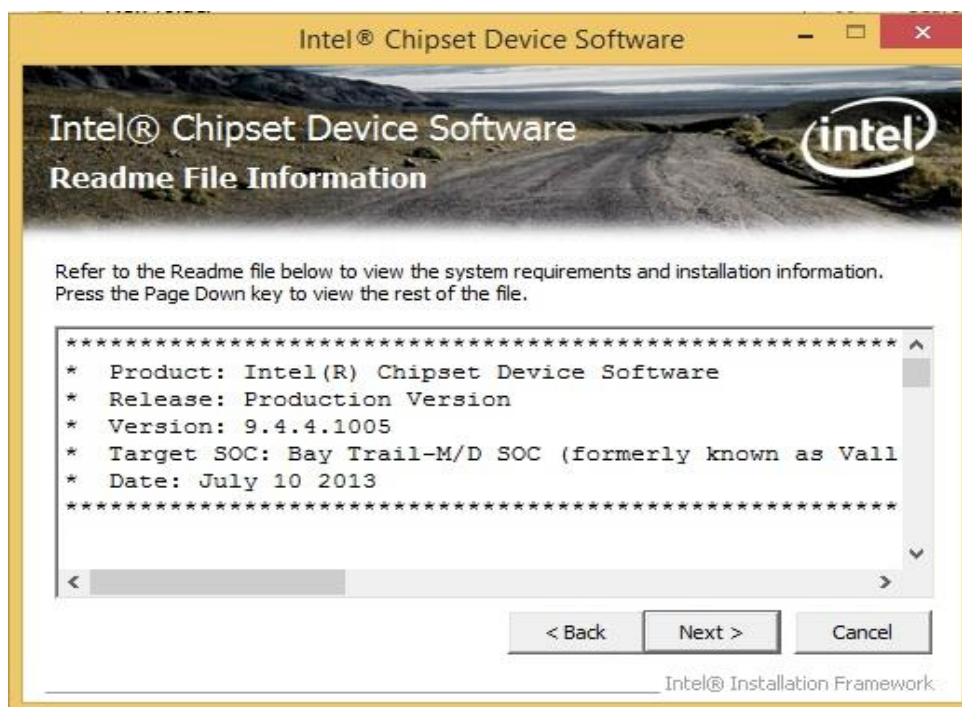 Intel® Chipset Device Software
Intel® Chipset Device Software
intel
Readme File Information
Refer to the Readme file below to view the system requirements and installation information.
Press the Page Down key to view the rest of the file.
********************************************************
* Product: Intel(R) Chipset Device Software
* Release: Production Version
* Version: 9.4.4.1005
* Target SOC: Bay Trail-M/D SOC (formerly known as Vall
* Date: July 10 2013
********************************************************
< Back Next > Cancel
Intel® Installation Framework